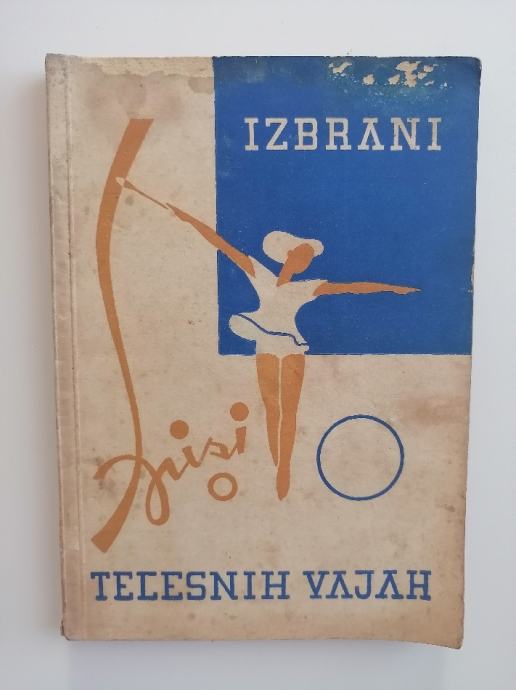 IZBRANI
spisi
o
TELESNIH VAJAH